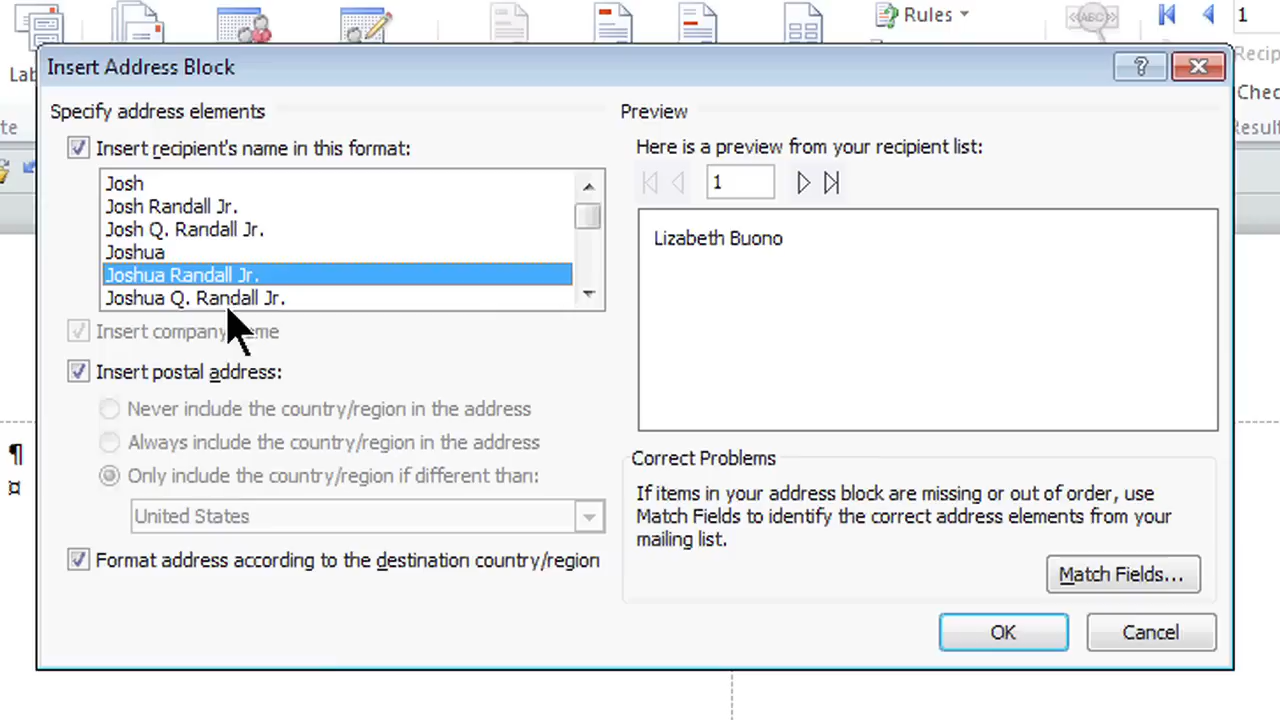 Rules
1
Lab
Recip
Chec
te
Result
Insert Address Block
?
Specify address elements
Insert recipient's name in this format:
Josh
Josh Randall Jr.
Josh Q. Randall Jr.
Joshua
Joshua Randall Jr.
Joshua Q. Randall Jr.
Insert company name
Insert postal address:
Never include the country/region in the address
Always include the country/region in the address
Only include the country/region if different than:
United States
Format address according to the destination country/region
Preview
Here is a preview from your recipient list:
1
Lizabeth Buono
Correct Problems
If items in your address block are missing or out of order, use
Match Fields to identify the correct address elements from your
mailing list.
Match Fields...
OK
Cancel
¶
¤